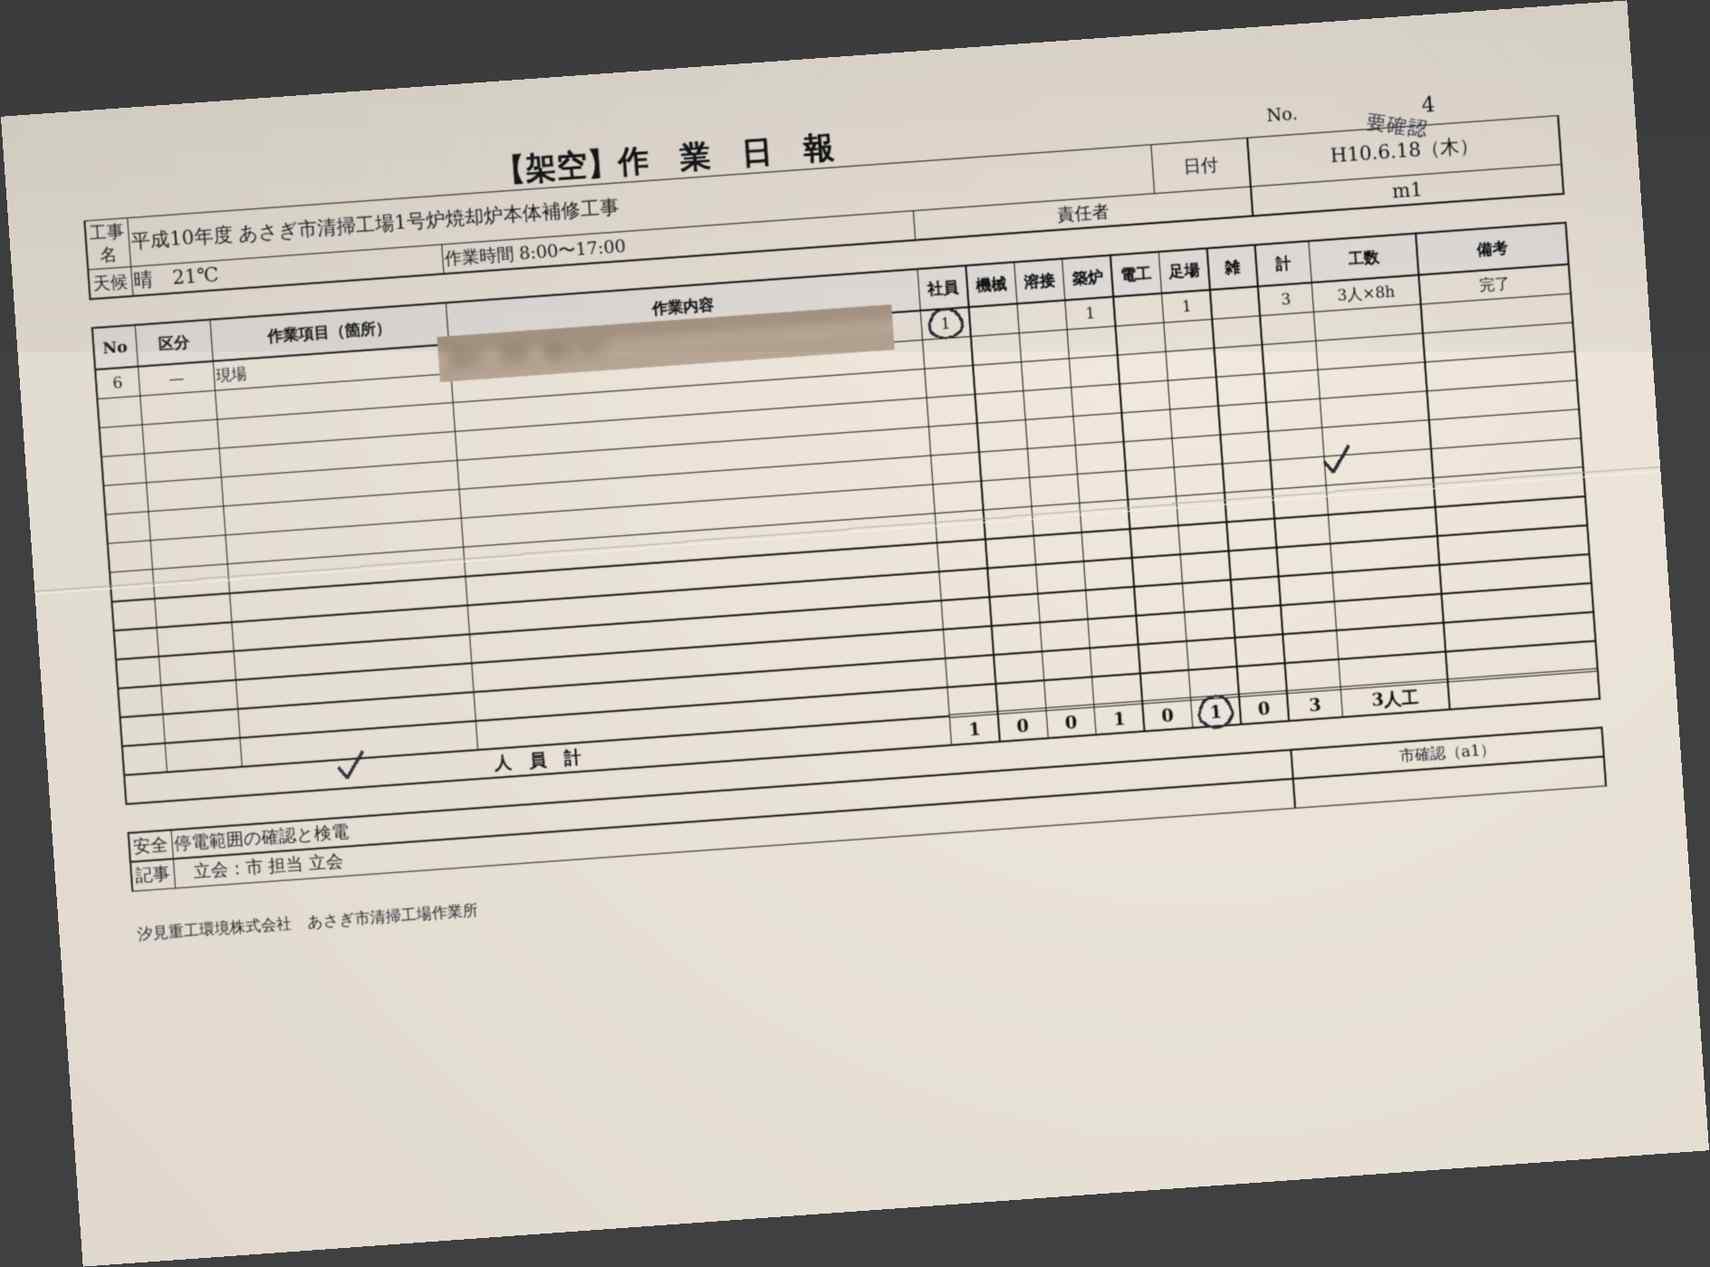 No. 4
要確認
【架空】作 業 日 報
工事名 平成10年度 あさぎ市清掃工場1号炉焼却炉本体補修工事 日付 H10.6.18（木）
天候 晴 21℃ 作業時間 8:00〜17:00 責任者 m1
No 区分 作業項目（箇所） 作業内容 社員 機械 溶接 築炉 電工 足場 雑 計 工数 備考
6 — 現場 1 1 1 3 3人×8h 完了
人 員 計 1 0 0 1 0 1 0 3 3人工
市確認（a1）
安全 停電範囲の確認と検電
記事 立会：市 担当 立会
汐見重工環境株式会社 あさぎ市清掃工場作業所